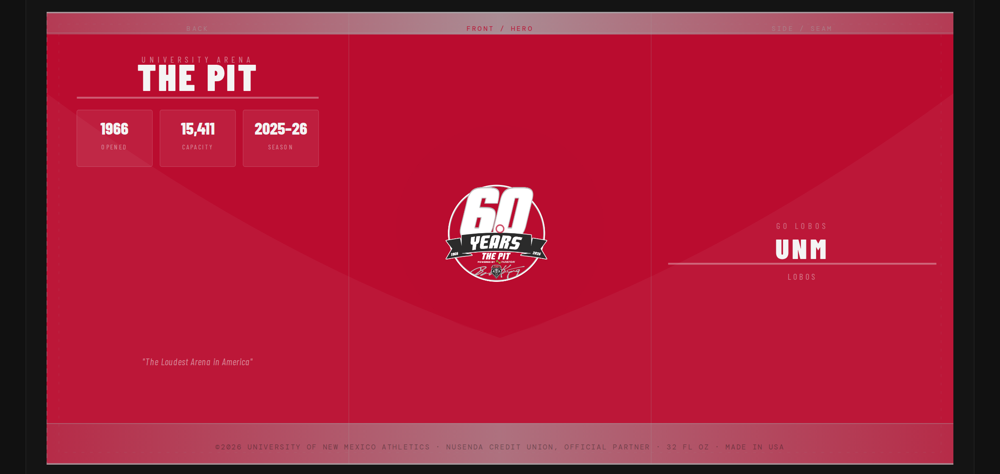 BACK
FRONT / HERO
SIDE / SEAM
UNIVERSITY ARENA
THE PIT
1966
OPENED
15,411
CAPACITY
2025-26
SEASON
60
YEARS
1966
2026
THE PIT
POWERED BY NUSENDA
GO LOBOS
UNM
LOBOS
"The Loudest Arena in America"
©2026 UNIVERSITY OF NEW MEXICO ATHLETICS · NUSENDA CREDIT UNION, OFFICIAL PARTNER · 32 FL OZ · MADE IN USA